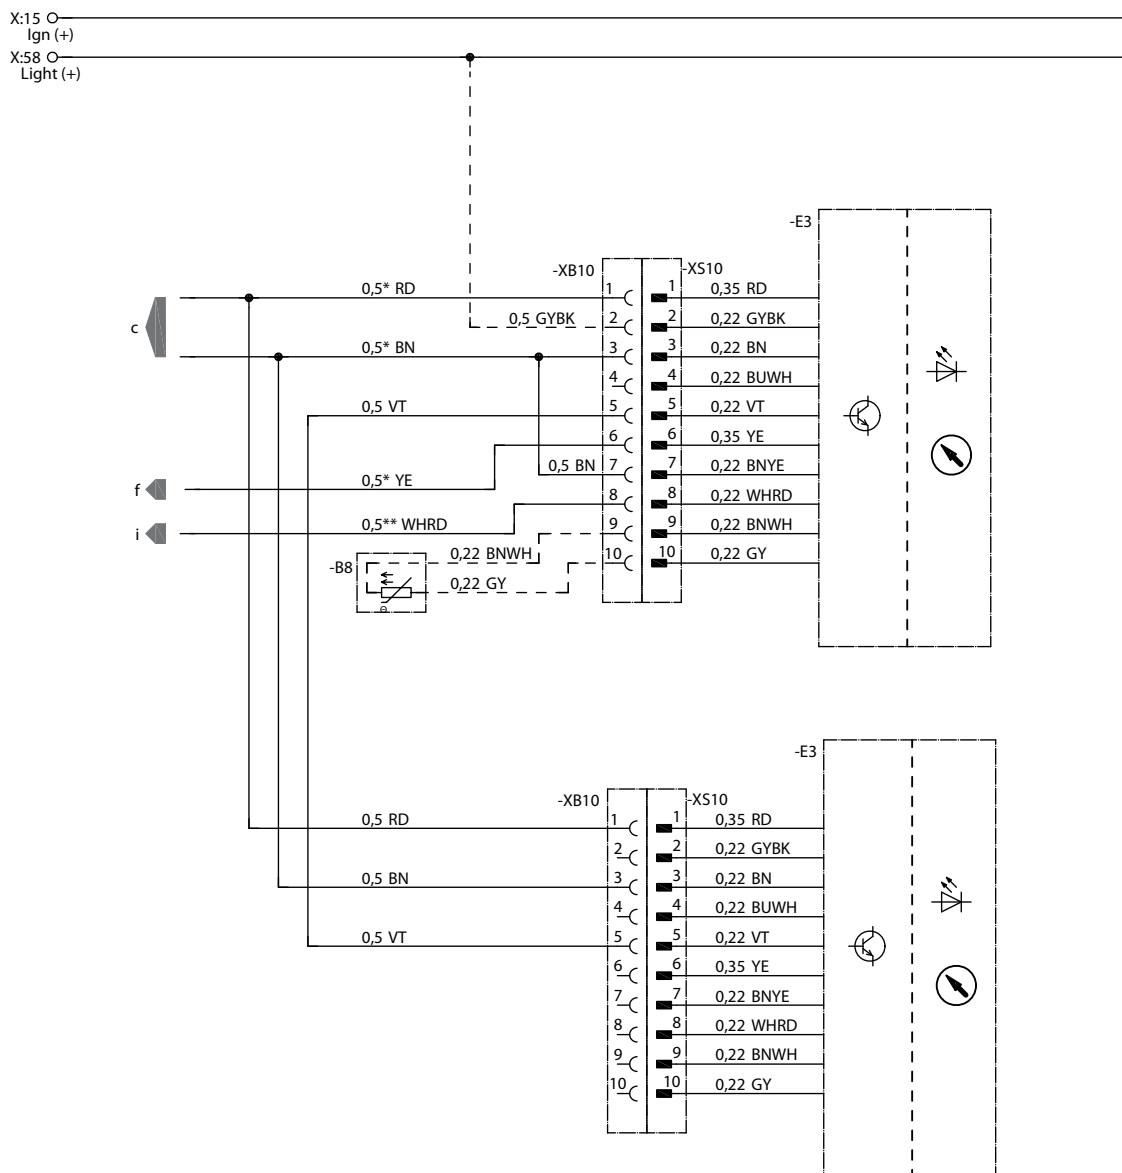 X:15
Ign (+)
X:58
Light (+)
-E3
-XB10
-XS10
0,5* RD
1
1
0,35 RD
0,5 GYBK
2
2
0,22 GYBK
c
0,5* BN
3
3
0,22 BN
4
4
0,22 BUWH
0,5 VT
5
5
0,22 VT
6
6
0,35 YE
0,5 BN
7
7
0,22 BNYE
f
0,5* YE
8
8
0,22 WHRD
i
0,5** WHRD
9
9
0,22 BNWH
-B8
0,22 BNWH
10
10
0,22 GY
0,22 GY
Θ
-E3
-XB10
-XS10
0,5 RD
1
1
0,35 RD
2
2
0,22 GYBK
0,5 BN
3
3
0,22 BN
4
4
0,22 BUWH
0,5 VT
5
5
0,22 VT
6
6
0,35 YE
7
7
0,22 BNYE
8
8
0,22 WHRD
9
9
0,22 BNWH
10
10
0,22 GY